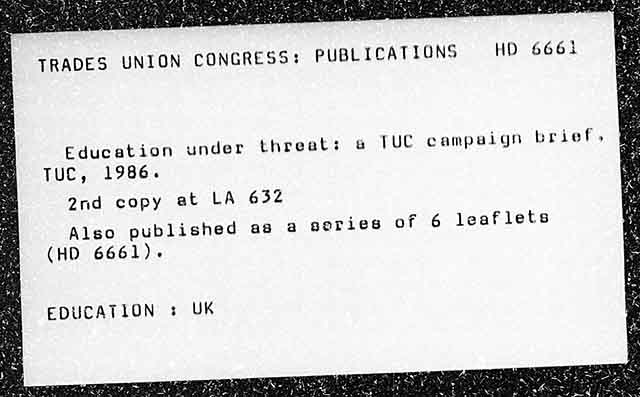 TRADES UNION CONGRESS: PUBLICATIONS HD 6661
Education under threat: a TUC campaign brief.
TUC, 1986.
2nd copy at LA 632
Also published as a series of 6 leaflets
(HD 6661).
EDUCATION : UK